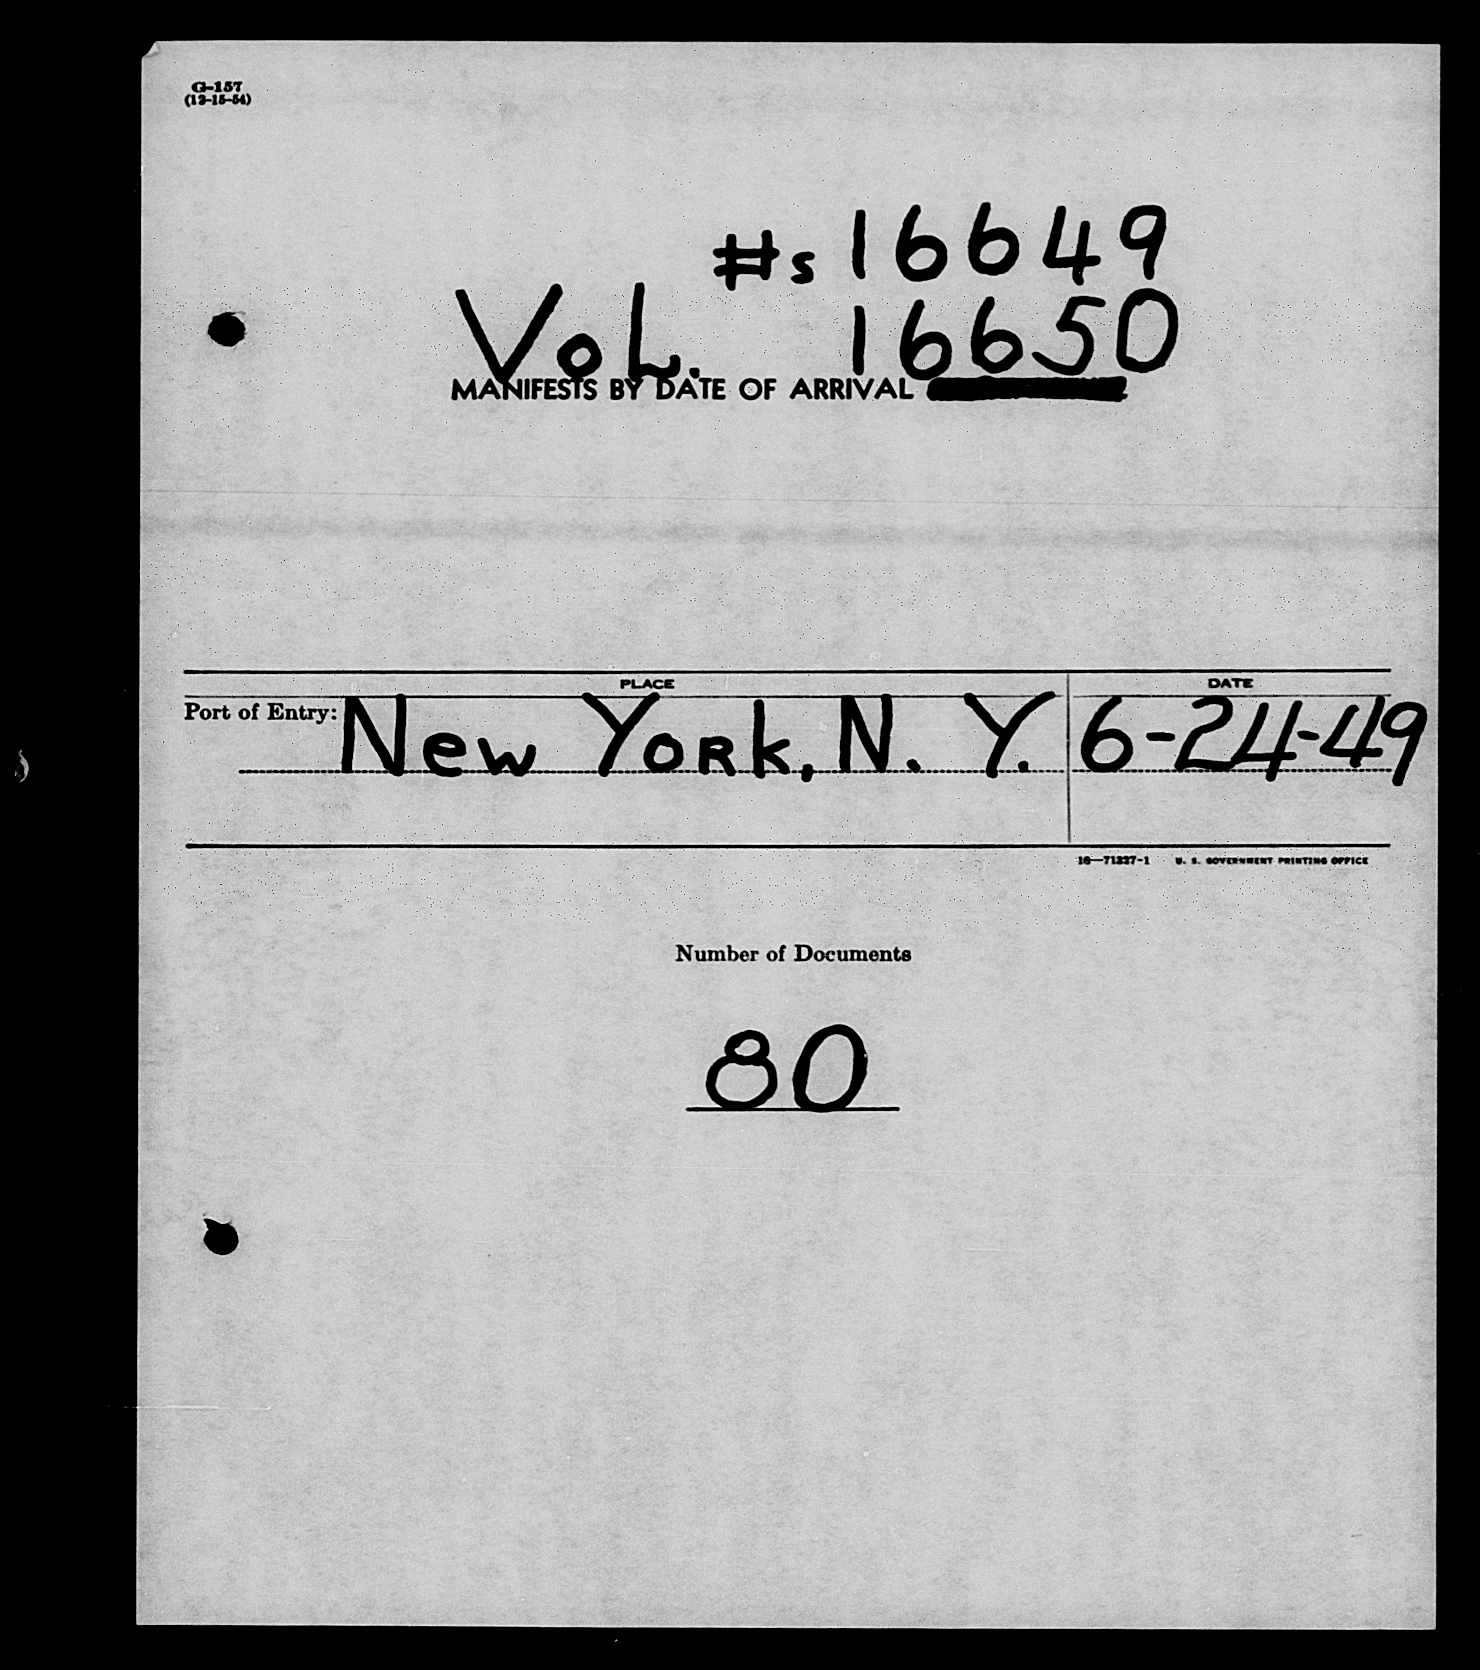 G-157
(12-15-54)
#s 16649
Vol. 16650
MANIFESTS BY DATE OF ARRIVAL
PLACE DATE
Port of Entry: New York, N. Y. 6-24-49
16—71327-1 U. S. GOVERNMENT PRINTING OFFICE
Number of Documents
80